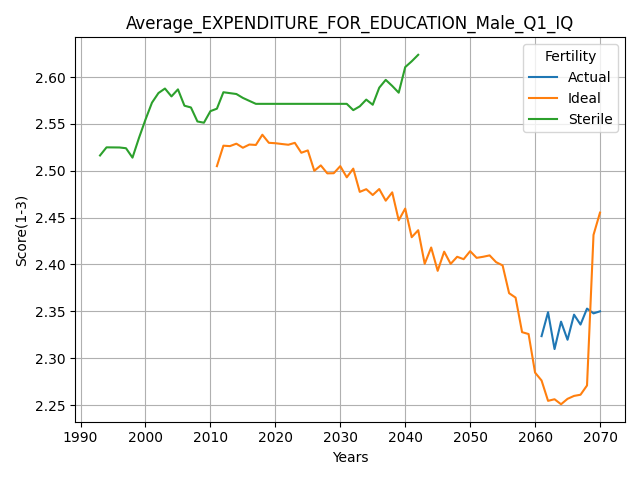 Average_EXPENDITURE_FOR_EDUCATION_Male_Q1_IQ
Fertility
Actual
Ideal
Sterile
Score(1-3)
2.60
2.55
2.50
2.45
2.40
2.35
2.30
2.25
1990 2000 2010 2020 2030 2040 2050 2060 2070
Years